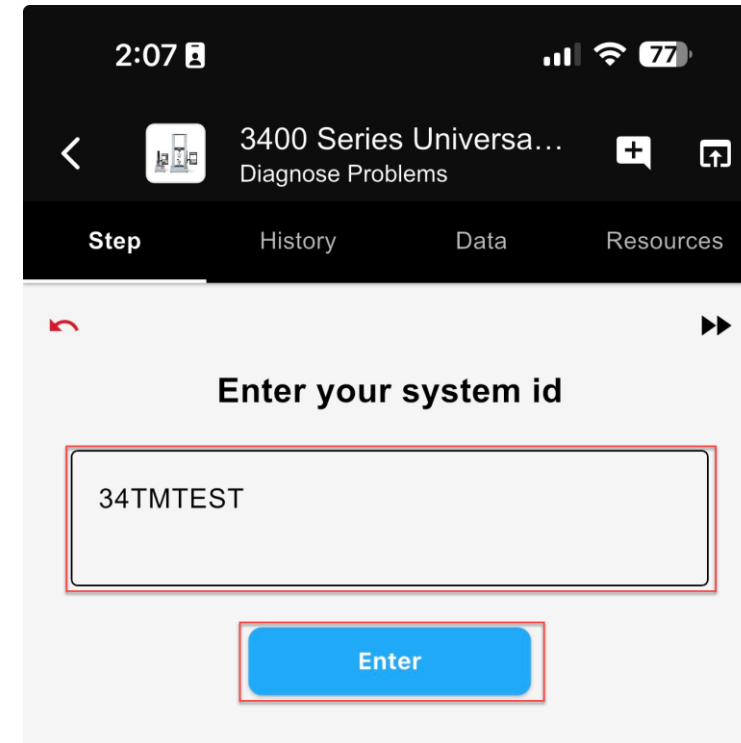 2:07
77
3400 Series Universa...
Diagnose Problems
Step History Data Resources
Enter your system id
34TMTEST
Enter